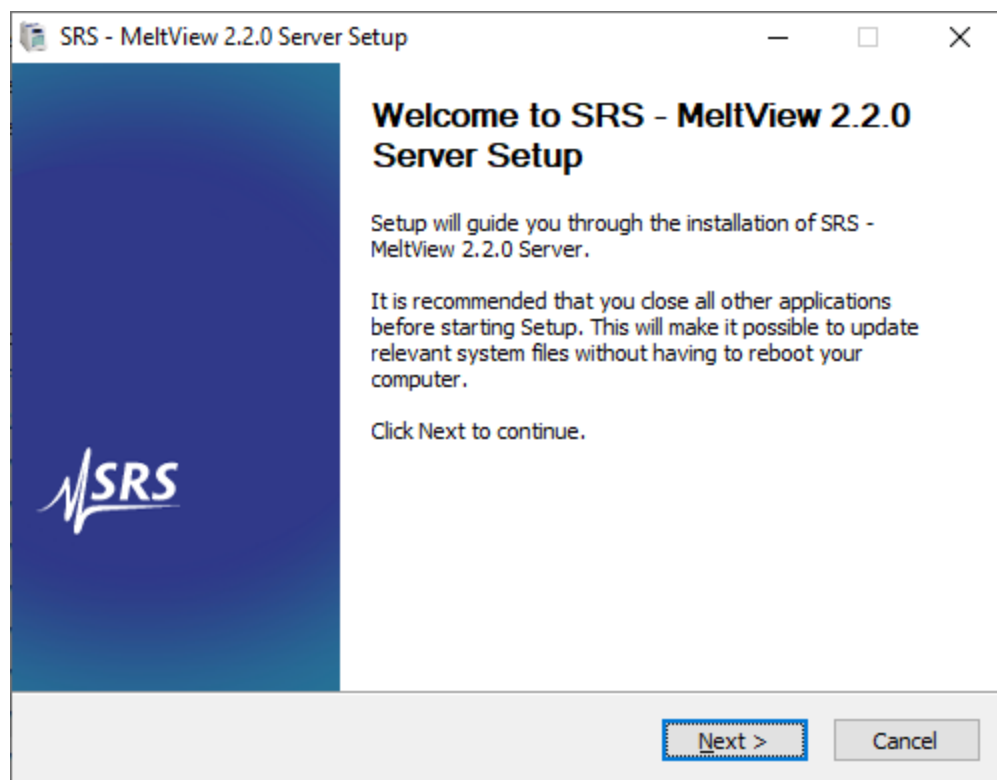 SRS - MeltView 2.2.0 Server Setup
Welcome to SRS - MeltView 2.2.0
Server Setup
Setup will guide you through the installation of SRS -
MeltView 2.2.0 Server.
It is recommended that you close all other applications
before starting Setup. This will make it possible to update
relevant system files without having to reboot your
computer.
Click Next to continue.
SRS
Next >
Cancel